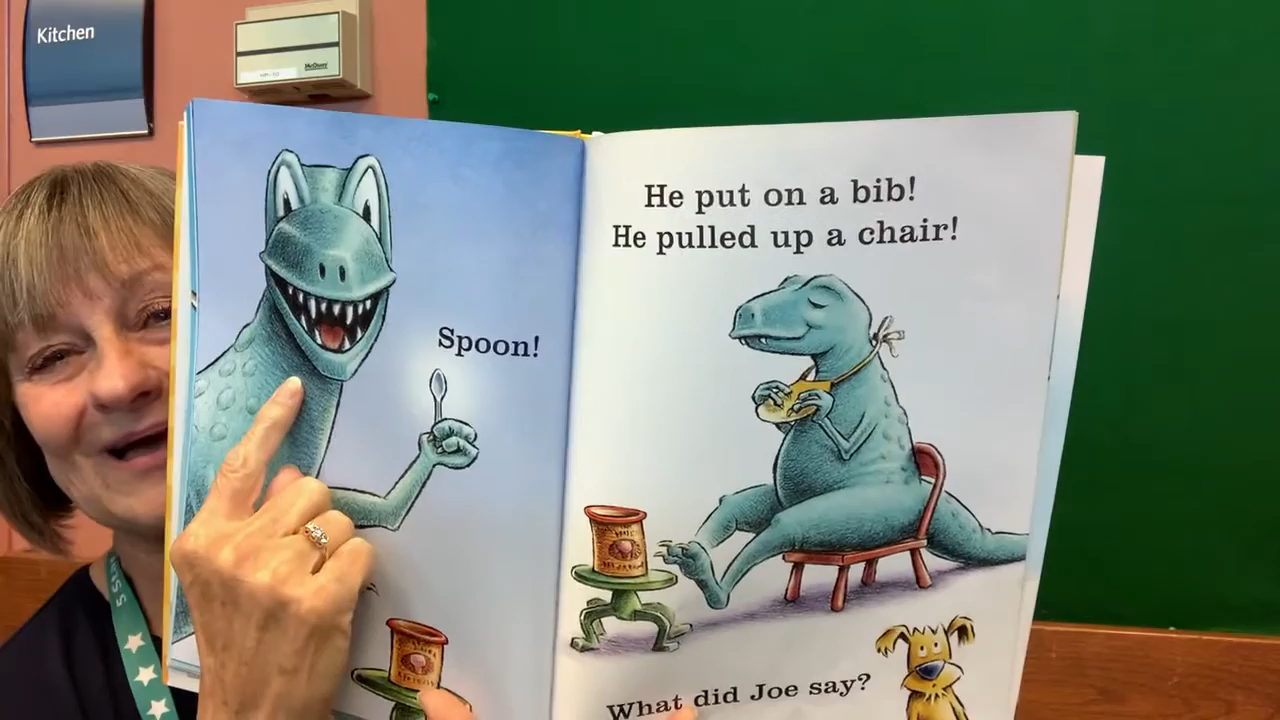 Kitchen
Spoon!
He put on a bib!
He pulled up a chair!
What did Joe say?